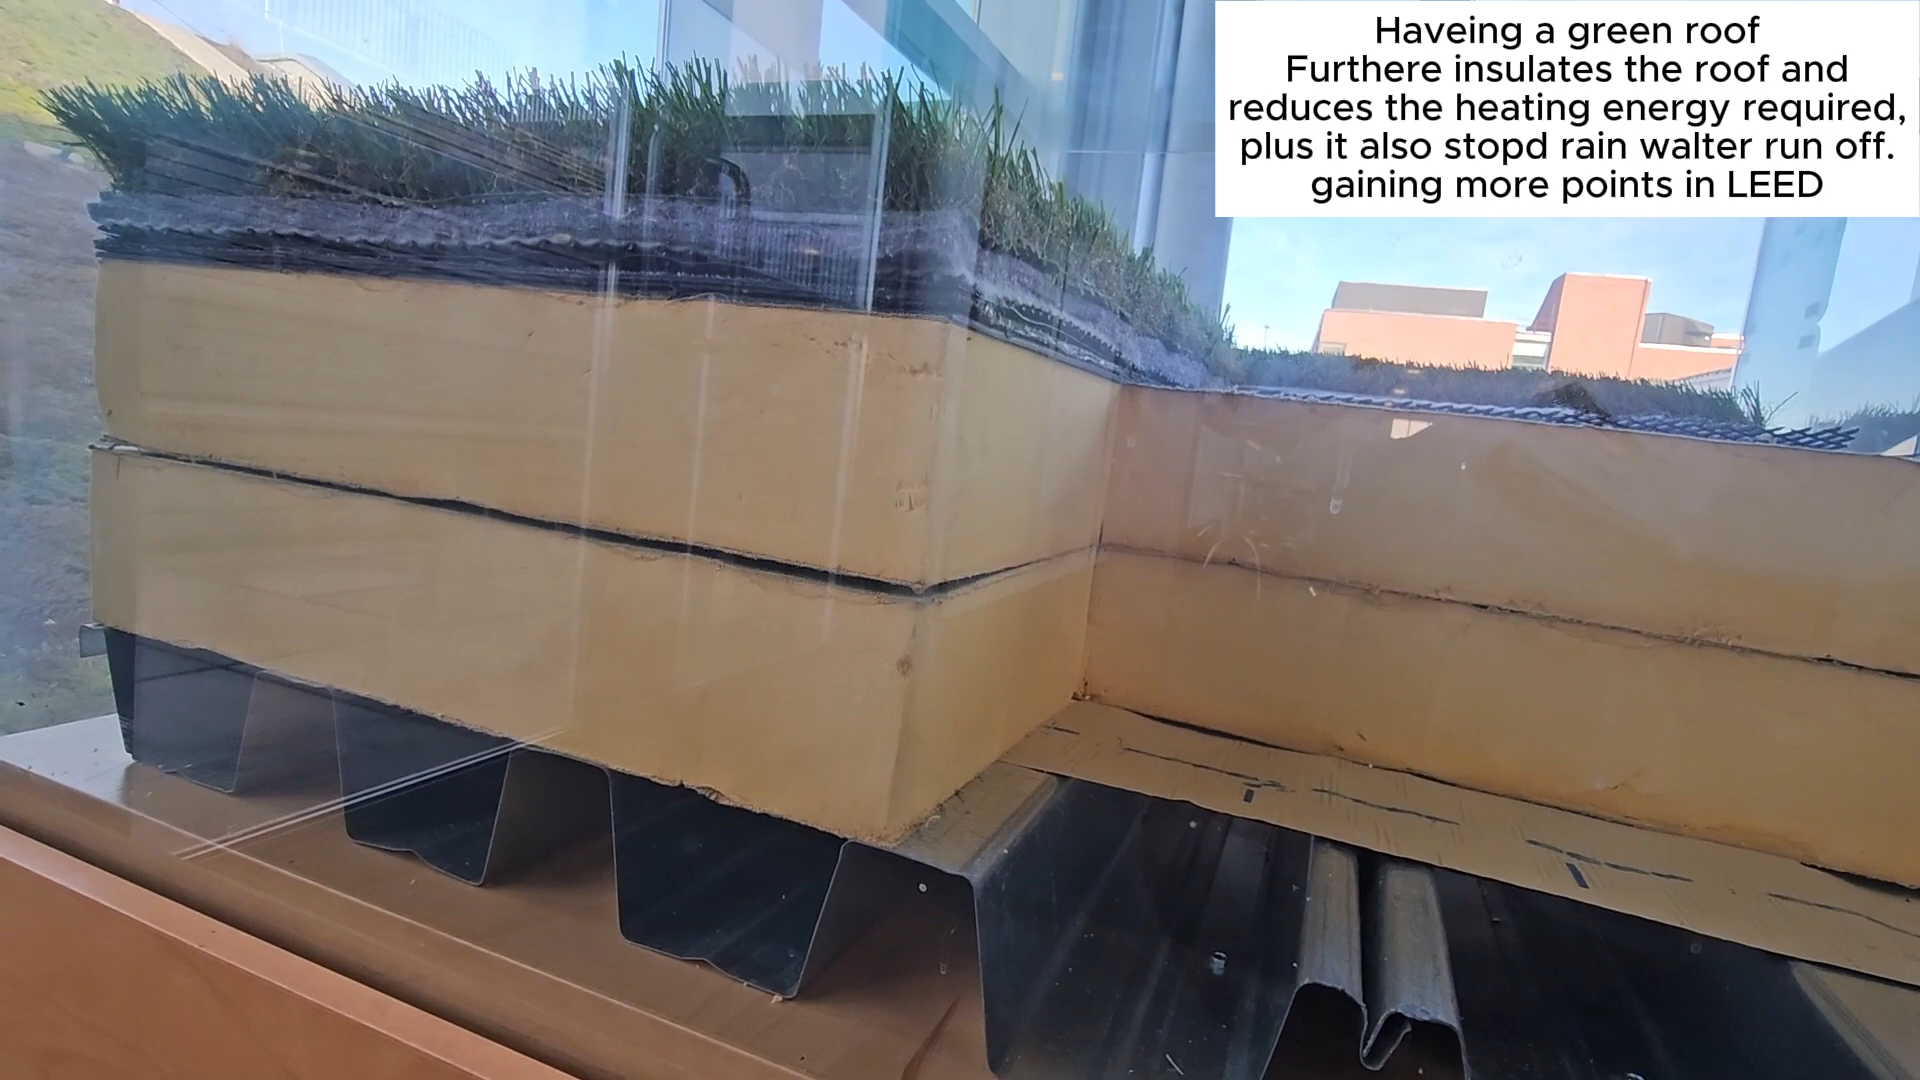 Haveing a green roof
Furthere insulates the roof and
reduces the heating energy required,
plus it also stopd rain walter run off.
gaining more points in LEED